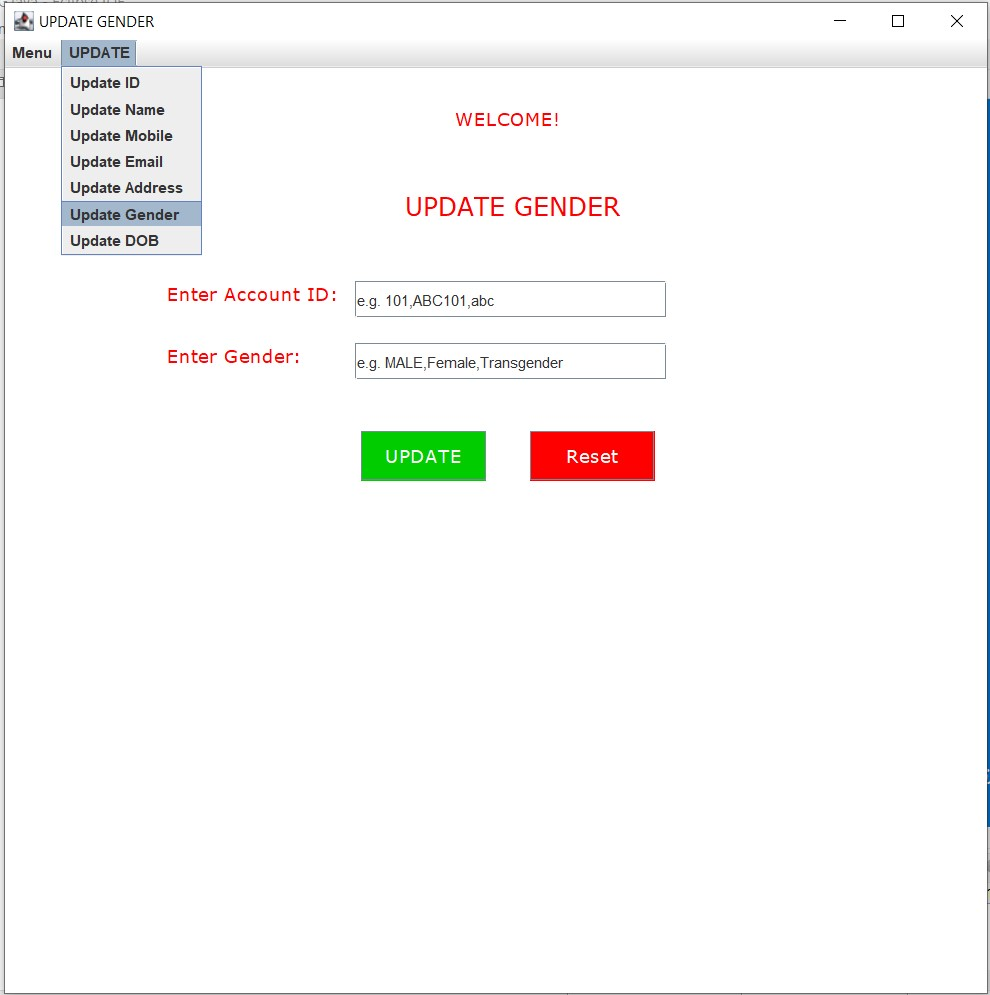 UPDATE GENDER
Menu UPDATE
Update ID
Update Name
Update Mobile
Update Email
Update Address
Update Gender
Update DOB
WELCOME!
UPDATE GENDER
Enter Account ID: e.g. 101,ABC101,abc
Enter Gender: e.g. MALE,Female,Transgender
UPDATE Reset